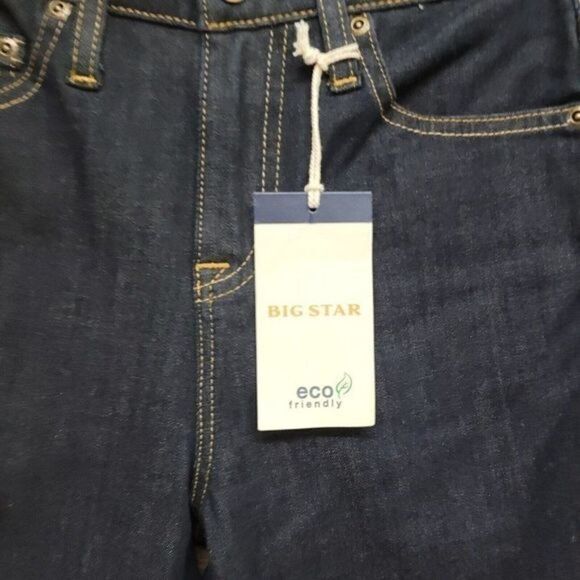 BIG STAR
eco
friendly